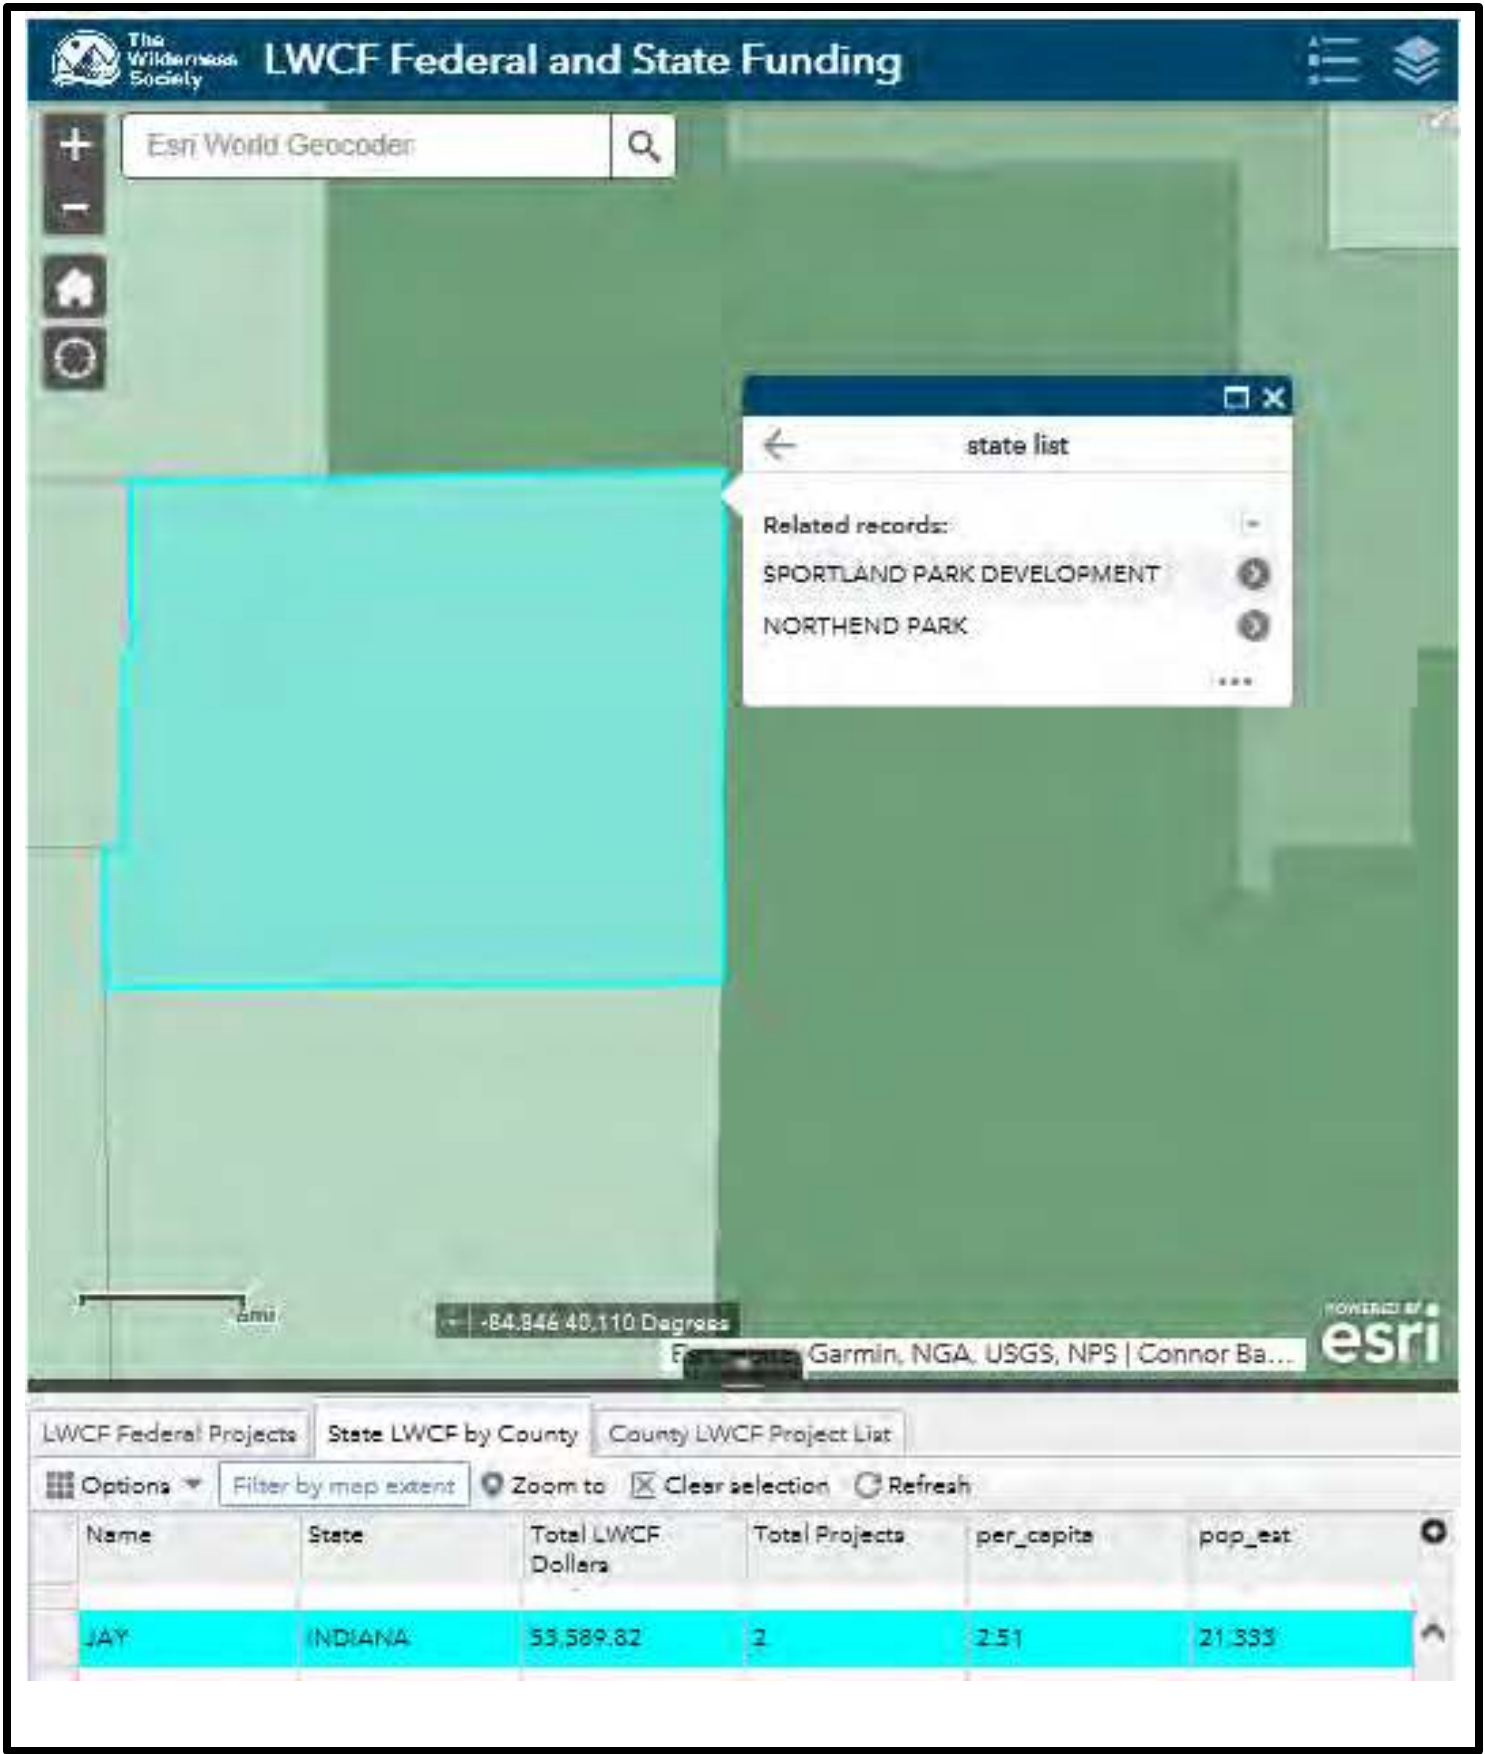 The
Wilderness
Society
LWCF Federal and State Funding
+
Esri World Geocoder
−
state list
Related records:
SPORTLAND PARK DEVELOPMENT
NORTHEND PARK
...
-84.846 40.110 Degrees
POWERED BY
esri
Garmin, NGA, USGS, NPS | Connor Ba...
LWCF Federal Projects State LWCF by County County LWCF Project List
Options Filter by map extent Zoom to Clear selection Refresh
Name State Total LWCF Dollars Total Projects per_capita pop_est
JAY INDIANA 53,589.82 2 2.51 21,333